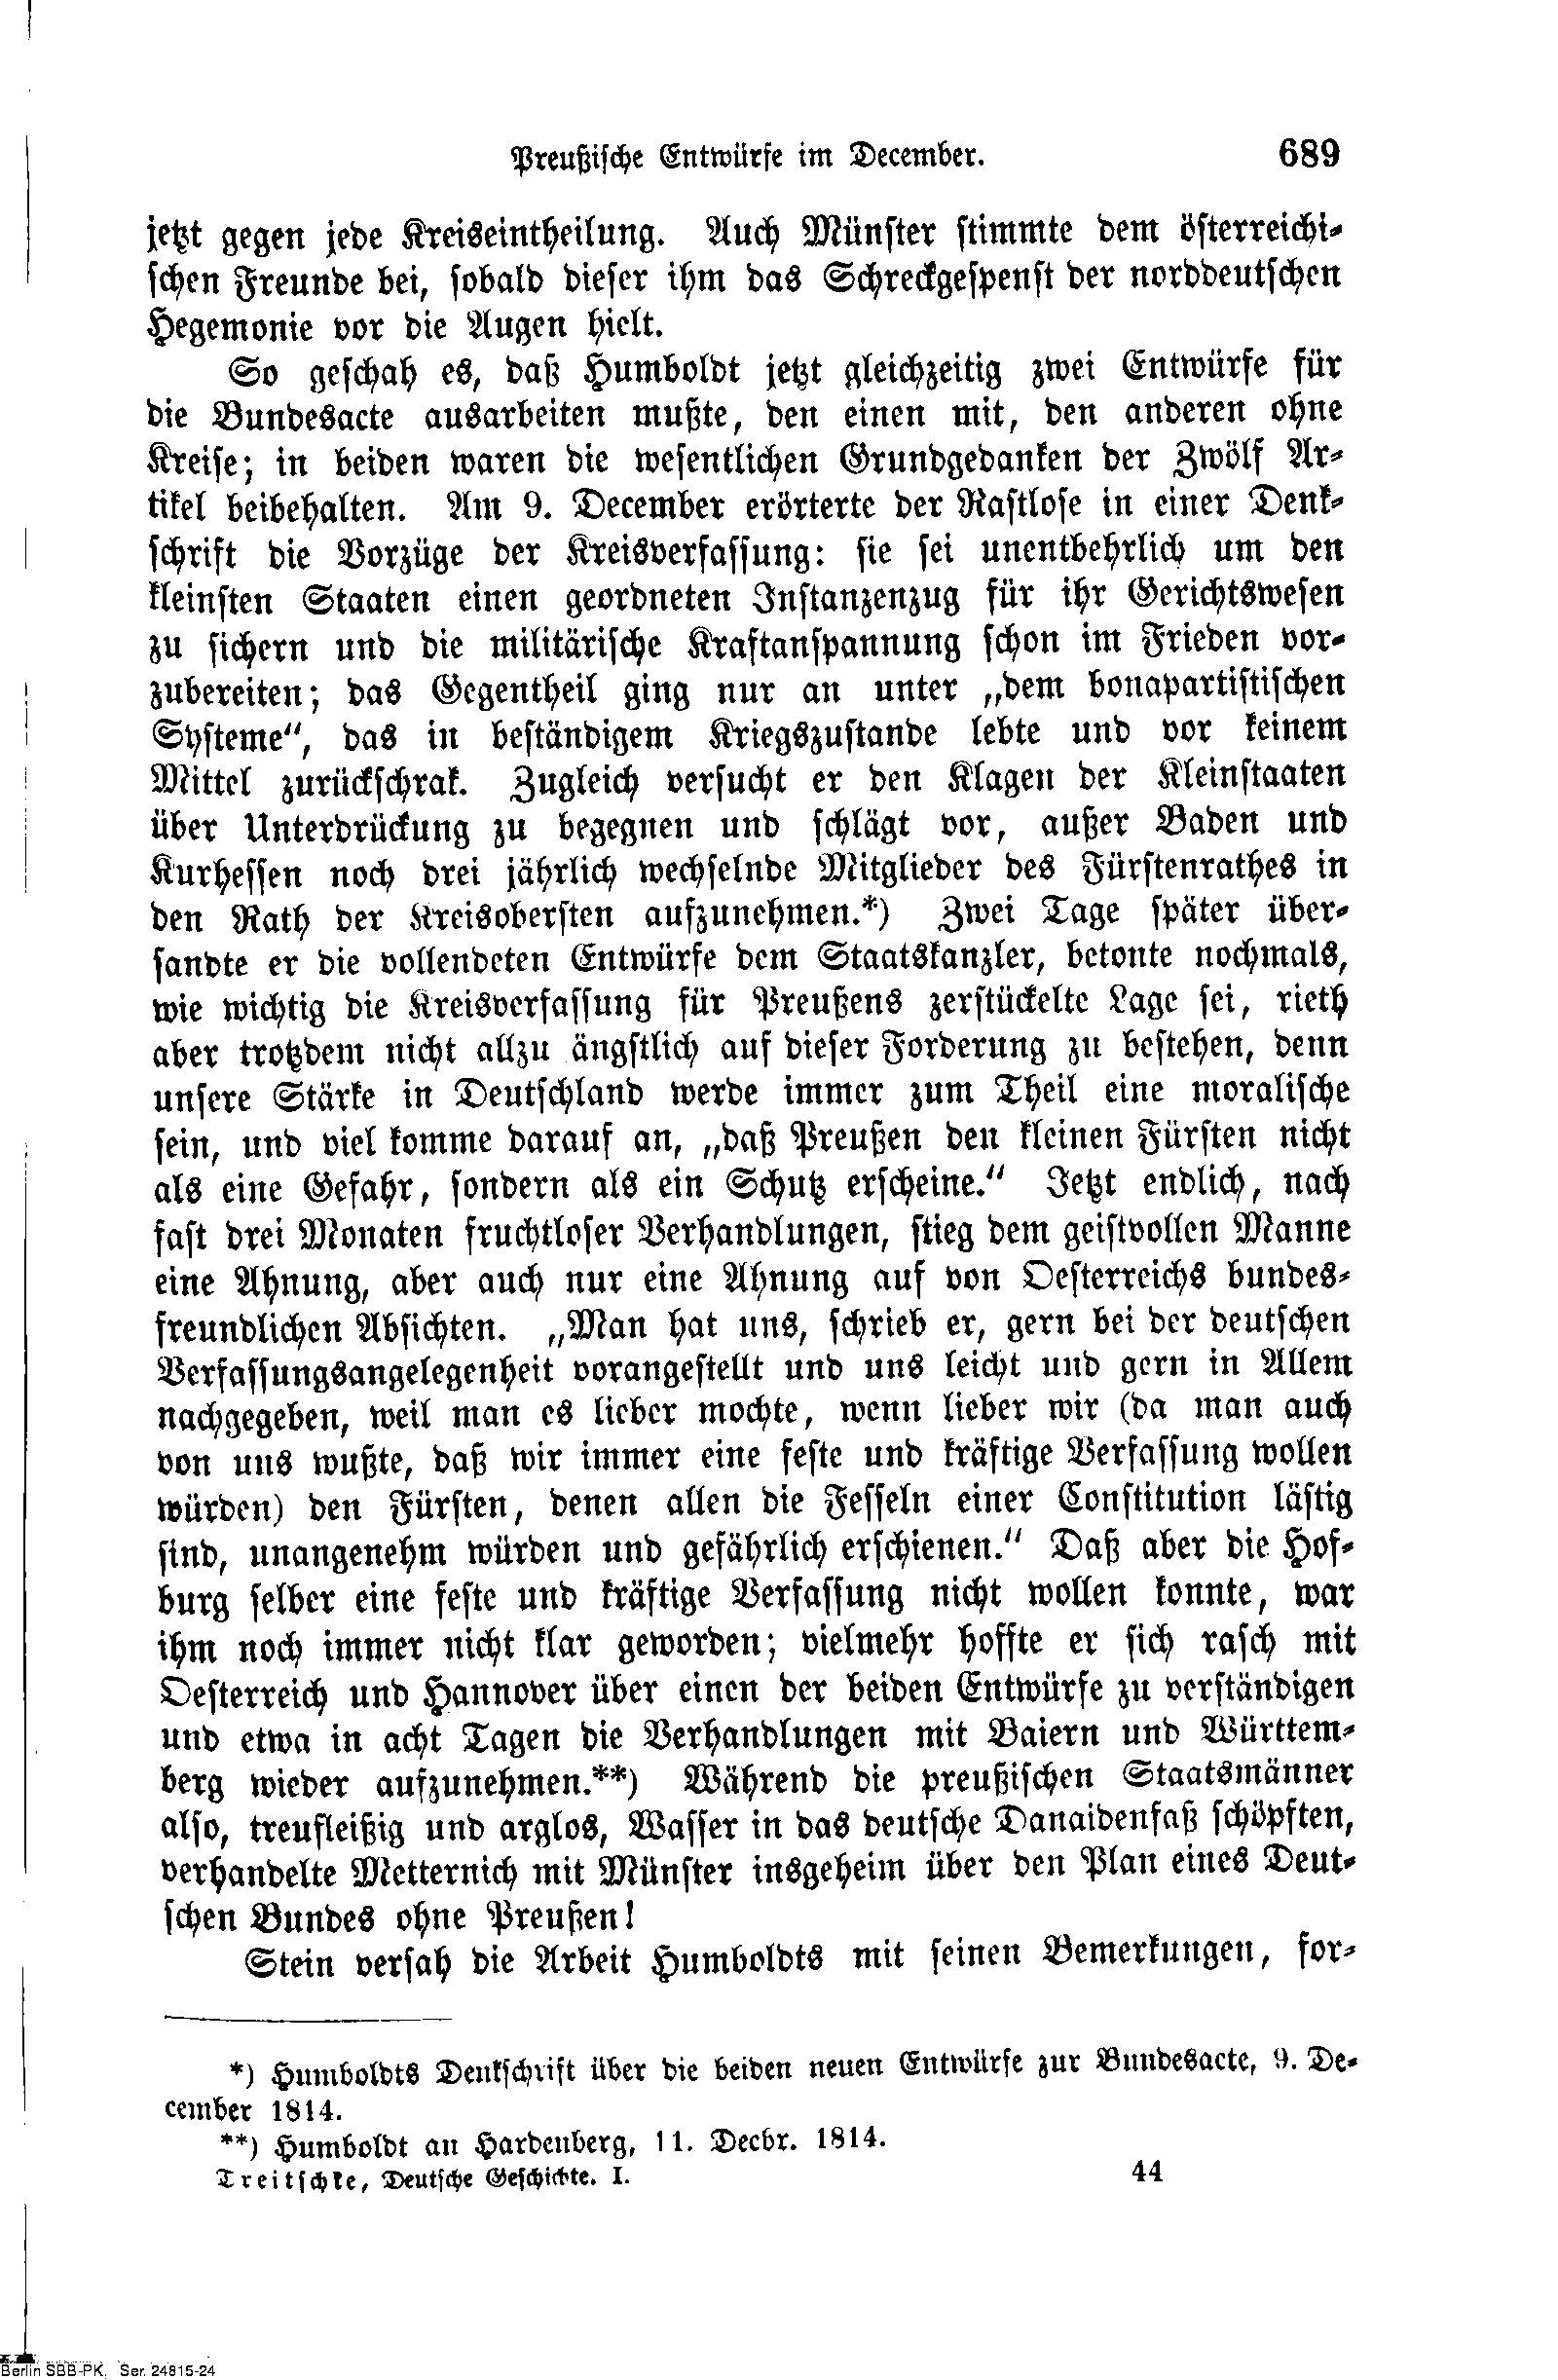 Preußische Entwürfe im December. 689
jetzt gegen jede Kreiseintheilung. Auch Münster stimmte dem österreichi-
schen Freunde bei, sobald dieser ihm das Schreckgespenst der norddeutschen
Hegemonie vor die Augen hielt.
So geschah es, daß Humboldt jetzt gleichzeitig zwei Entwürfe für
die Bundesacte ausarbeiten mußte, den einen mit, den anderen ohne
Kreise; in beiden waren die wesentlichen Grundgedanken der Zwölf Ar-
tikel beibehalten. Am 9. December erörterte der Rastlose in einer Denk-
schrift die Vorzüge der Kreisverfassung: sie sei unentbehrlich um den
kleinsten Staaten einen geordneten Instanzenzug für ihr Gerichtswesen
zu sichern und die militärische Kraftanspannung schon im Frieden vor-
zubereiten; das Gegentheil ging nur an unter „dem bonapartistischen
Systeme“, das in beständigem Kriegszustande lebte und vor keinem
Mittel zurückschrak. Zugleich versucht er den Klagen der Kleinstaaten
über Unterdrückung zu begegnen und schlägt vor, außer Baden und
Kurhessen noch drei jährlich wechselnde Mitglieder des Fürstenrathes in
den Rath der Kreisobersten aufzunehmen.*) Zwei Tage später über-
sandte er die vollendeten Entwürfe dem Staatskanzler, betonte nochmals,
wie wichtig die Kreisverfassung für Preußens zerstückelte Lage sei, rieth
aber trotzdem nicht allzu ängstlich auf dieser Forderung zu bestehen, denn
unsere Stärke in Deutschland werde immer zum Theil eine moralische
sein, und viel komme darauf an, „daß Preußen den kleinen Fürsten nicht
als eine Gefahr, sondern als ein Schutz erscheine.“ Jetzt endlich, nach
fast drei Monaten fruchtloser Verhandlungen, stieg dem geistvollen Manne
eine Ahnung, aber auch nur eine Ahnung auf von Oesterreichs bundes-
freundlichen Absichten. „Man hat uns, schrieb er, gern bei der deutschen
Verfassungsangelegenheit vorangestellt und uns leicht und gern in Allem
nachgegeben, weil man es lieber mochte, wenn lieber wir (da man auch
von uns wußte, daß wir immer eine feste und kräftige Verfassung wollen
würden) den Fürsten, denen allen die Fesseln einer Constitution lästig
sind, unangenehm würden und gefährlich erschienen.“ Daß aber die Hof-
burg selber eine feste und kräftige Verfassung nicht wollen konnte, war
ihm noch immer nicht klar geworden; vielmehr hoffte er sich rasch mit
Oesterreich und Hannover über einen der beiden Entwürfe zu verständigen
und etwa in acht Tagen die Verhandlungen mit Baiern und Württem-
berg wieder aufzunehmen.**) Während die preußischen Staatsmänner
also, treufleißig und arglos, Wasser in das deutsche Danaidenfaß schöpften,
verhandelte Metternich mit Münster insgeheim über den Plan eines Deut-
schen Bundes ohne Preußen!
Stein versah die Arbeit Humboldts mit seinen Bemerkungen, for-
*) Humboldts Denkschrift über die beiden neuen Entwürfe zur Bundesacte, 9. De-
cember 1814.
**) Humboldt an Hardenberg, 11. Decbr. 1814.
Treitschke, Deutsche Geschichte. I. 44
Berlin SBB-PK, Ser. 24815-24